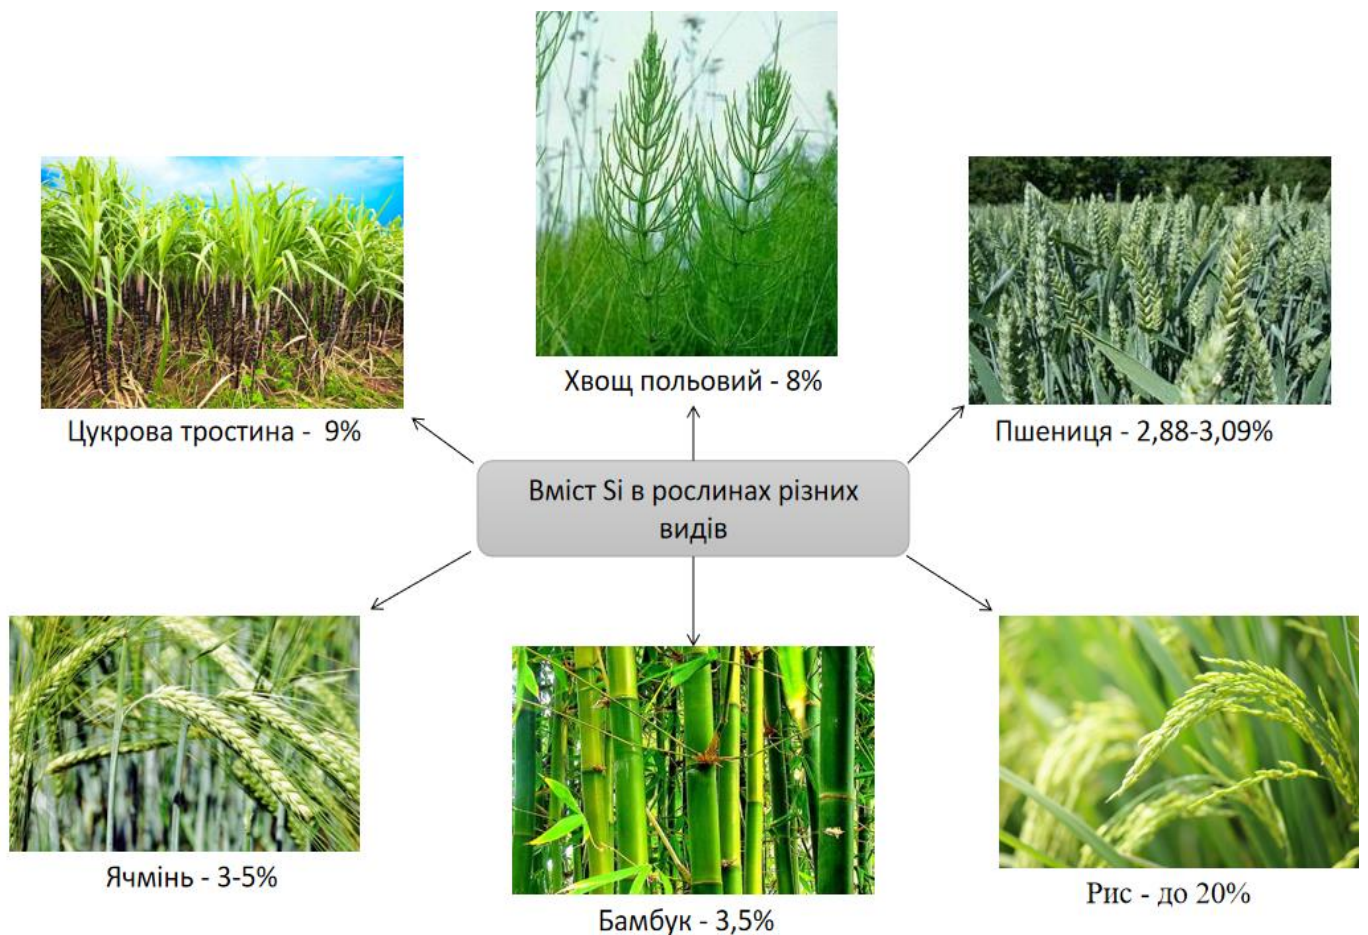 Хвощ польовий - 8%
Цукрова тростина - 9%
Пшениця - 2,88-3,09%
Вміст Si в рослинах різних
видів
Ячмінь - 3-5%
Бамбук - 3,5%
Рис - до 20%